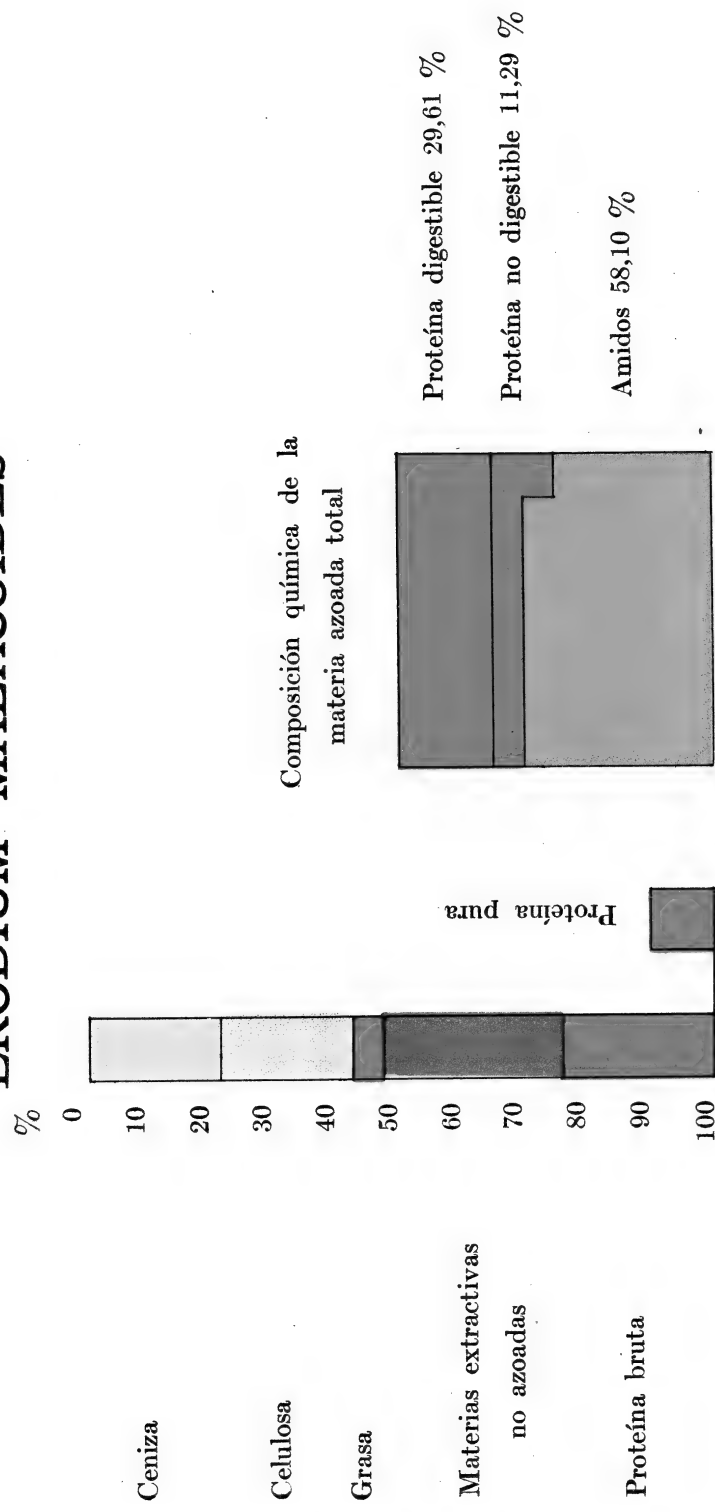 ERODIUM MALACOIDES
%
0
10
20
30
40
50
60
70
80
90
100
Ceniza
Celulosa
Grasa
Materias extractivas
no azoadas
Proteína bruta
Proteína pura
Composición química de la
materia azoada total
Proteína digestible 29,61 %
Proteína no digestible 11,29 %
Amidos 58,10 %